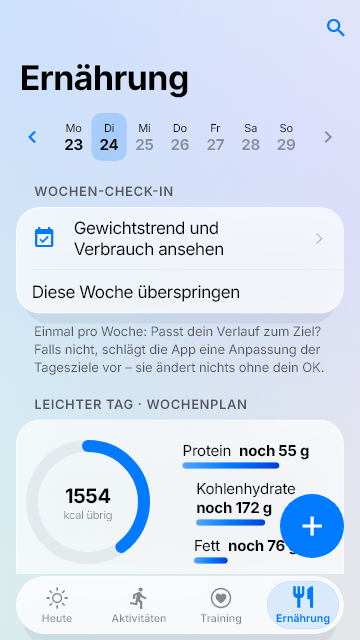 Ernährung
Mo Di Mi Do Fr Sa So
23 24 25 26 27 28 29
WOCHEN-CHECK-IN
Gewichtstrend und
Verbrauch ansehen
Diese Woche überspringen
Einmal pro Woche: Passt dein Verlauf zum Ziel?
Falls nicht, schlägt die App eine Anpassung der
Tagesziele vor – sie ändert nichts ohne dein OK.
LEICHTER TAG · WOCHENPLAN
1554
kcal übrig
Protein noch 55 g
Kohlenhydrate
noch 172 g
Fett noch 76
Heute Aktivitäten Training Ernährung